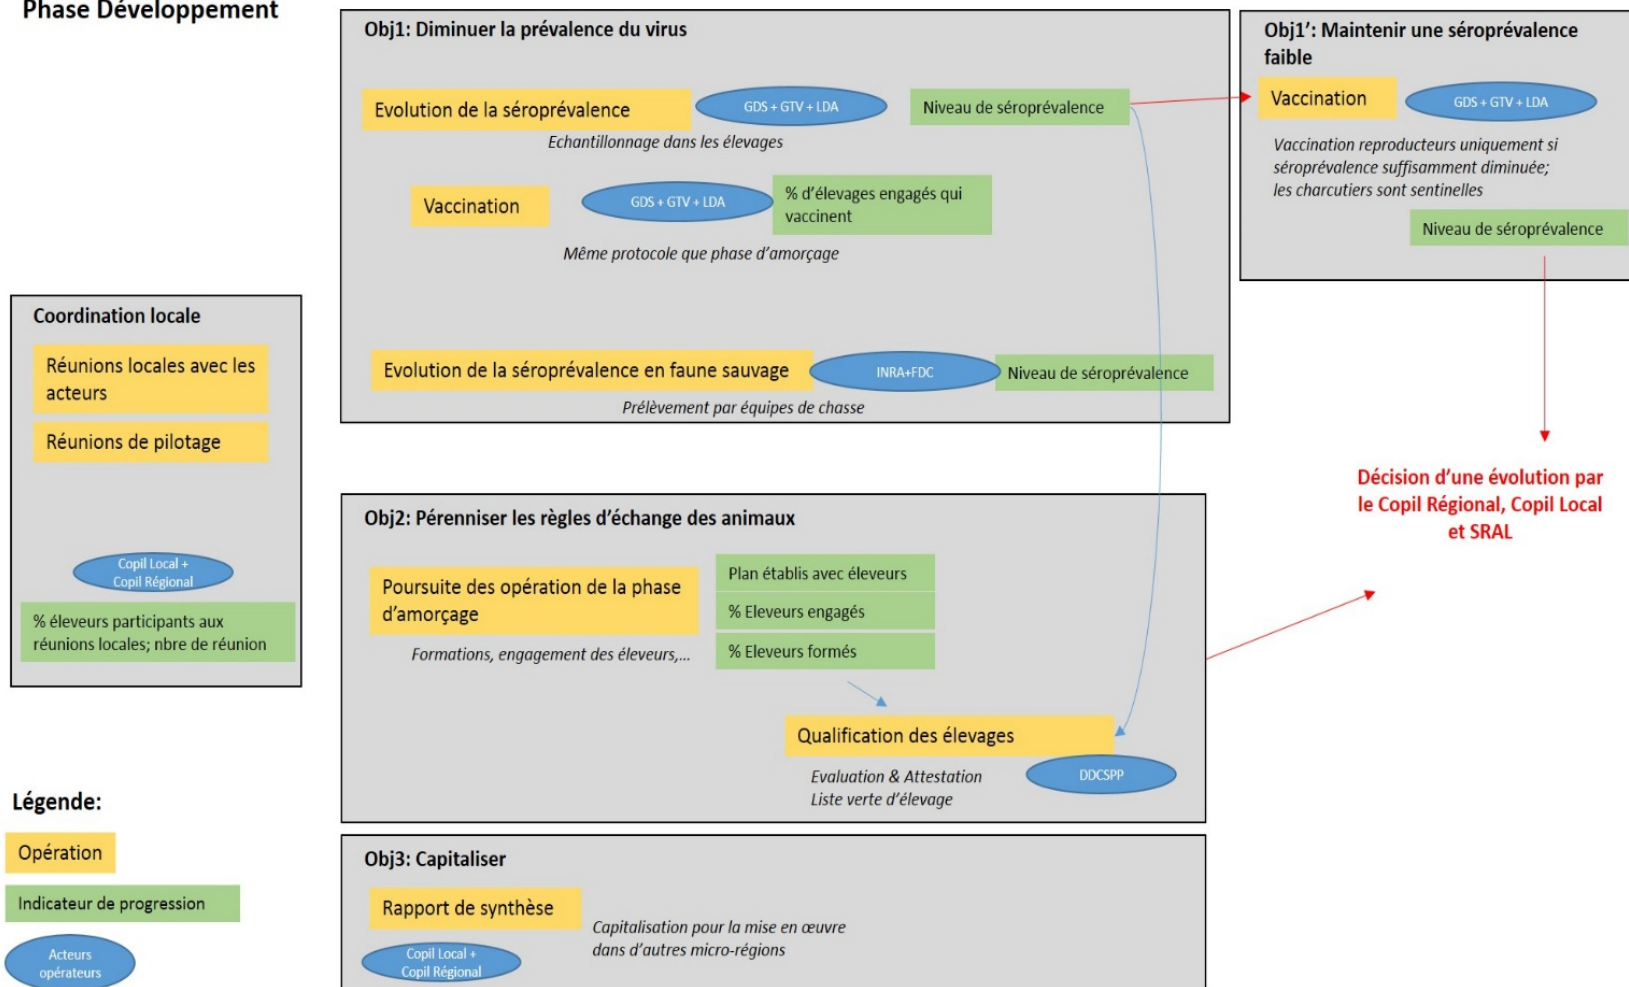 Phase Développement
Obj1: Diminuer la prévalence du virus
Evolution de la séroprévalence
GDS + GTV + LDA
Niveau de séroprévalence
Echantillonnage dans les élevages
Vaccination
GDS + GTV + LDA
% d'élevages engagés qui
vaccinent
Même protocole que phase d'amorçage
Evolution de la séroprévalence en faune sauvage
INRA+FDC
Niveau de séroprévalence
Prélèvement par équipes de chasse
Obj1': Maintenir une séroprévalence
faible
Vaccination
GDS + GTV + LDA
Vaccination reproducteurs uniquement si
séroprévalence suffisamment diminuée;
les charcutiers sont sentinelles
Niveau de séroprévalence
Coordination locale
Réunions locales avec les
acteurs
Réunions de pilotage
Copil Local +
Copil Régional
% éleveurs participants aux
réunions locales; nbre de réunion
Décision d'une évolution par
le Copil Régional, Copil Local
et SRAL
Obj2: Pérenniser les règles d'échange des animaux
Poursuite des opération de la phase
d'amorçage
Plan établis avec éleveurs
% Eleveurs engagés
% Eleveurs formés
Formations, engagement des éleveurs,...
Qualification des élevages
Evaluation & Attestation
Liste verte d'élevage
DDCSPP
Légende:
Opération
Indicateur de progression
Acteurs
opérateurs
Obj3: Capitaliser
Rapport de synthèse
Capitalisation pour la mise en œuvre
dans d'autres micro-régions
Copil Local +
Copil Régional